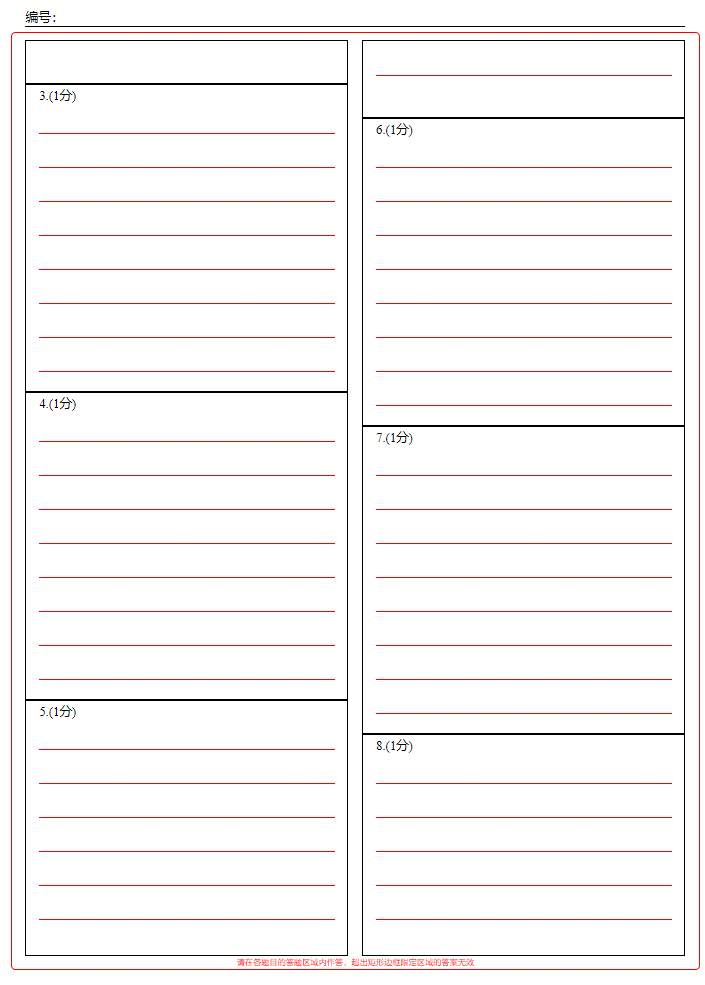 编号：
3.(1分)
4.(1分)
5.(1分)
6.(1分)
7.(1分)
8.(1分)
请在各题目的答题区域内作答，超出矩形边框限定区域的答案无效